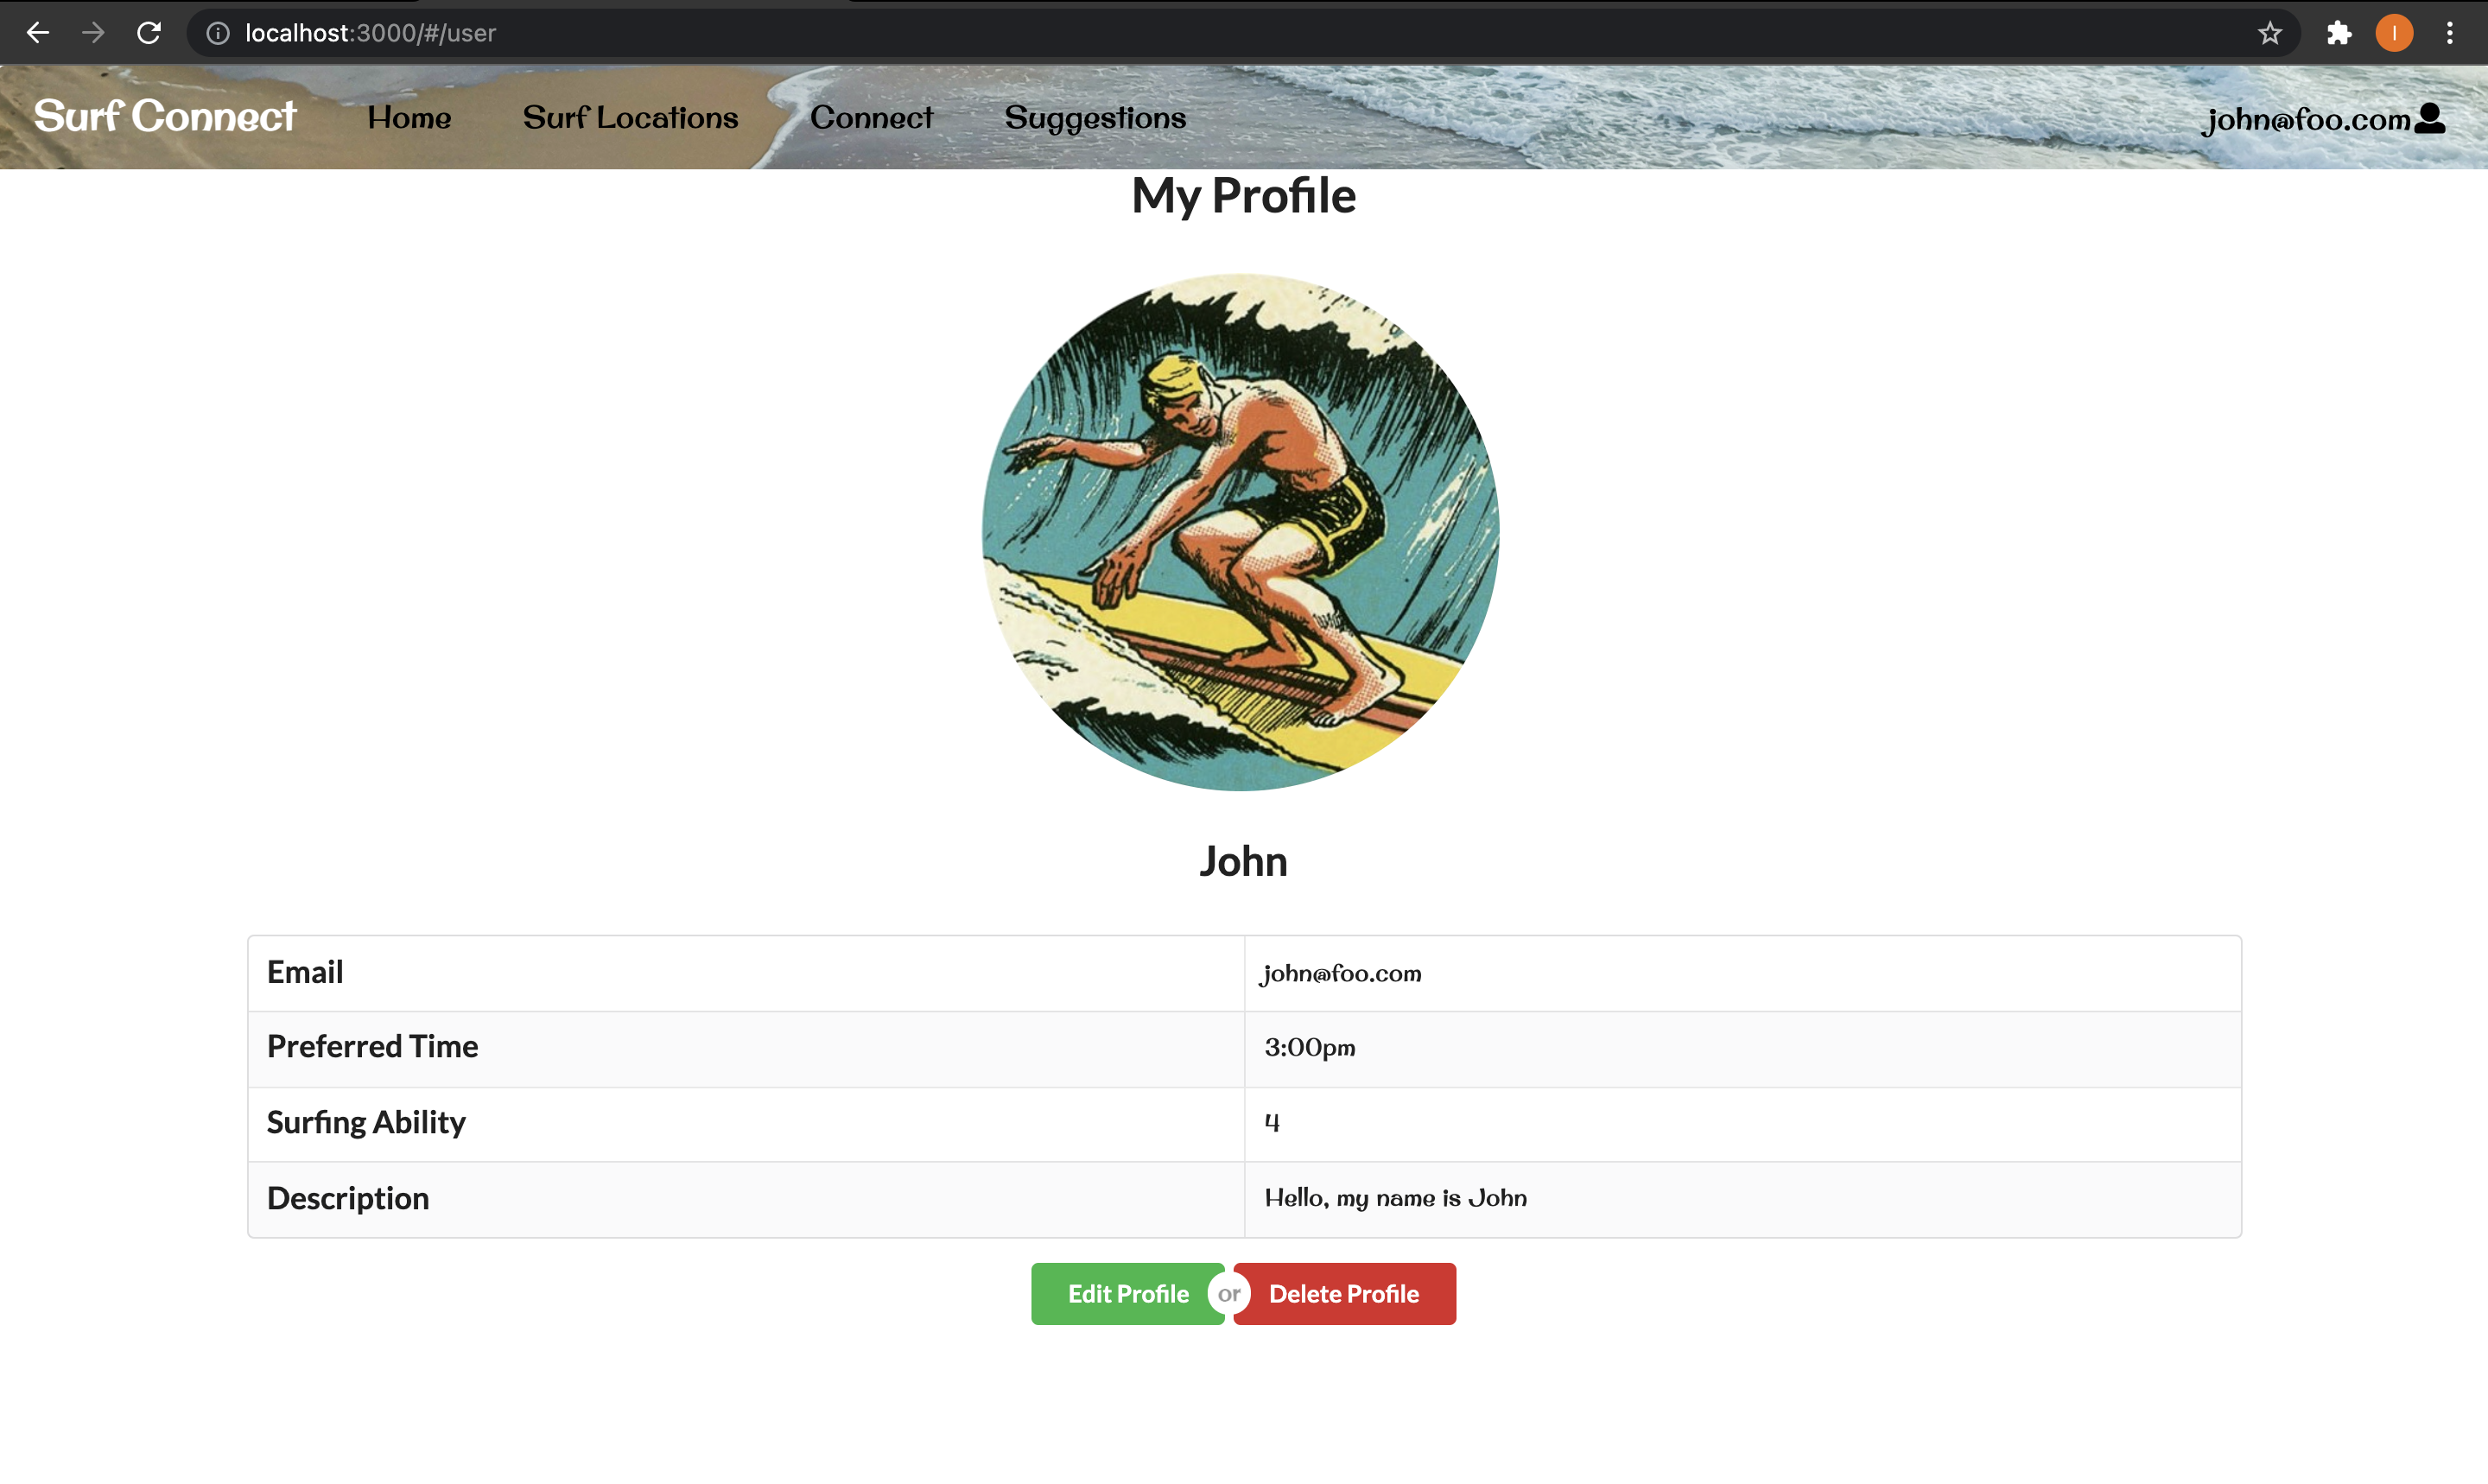 localhost:3000/#/user
I
Surf Connect Home Surf Locations Connect Suggestions john@foo.com
My Profile
John
Email john@foo.com
Preferred Time 3:00pm
Surfing Ability 4
Description Hello, my name is John
Edit Profile or Delete Profile